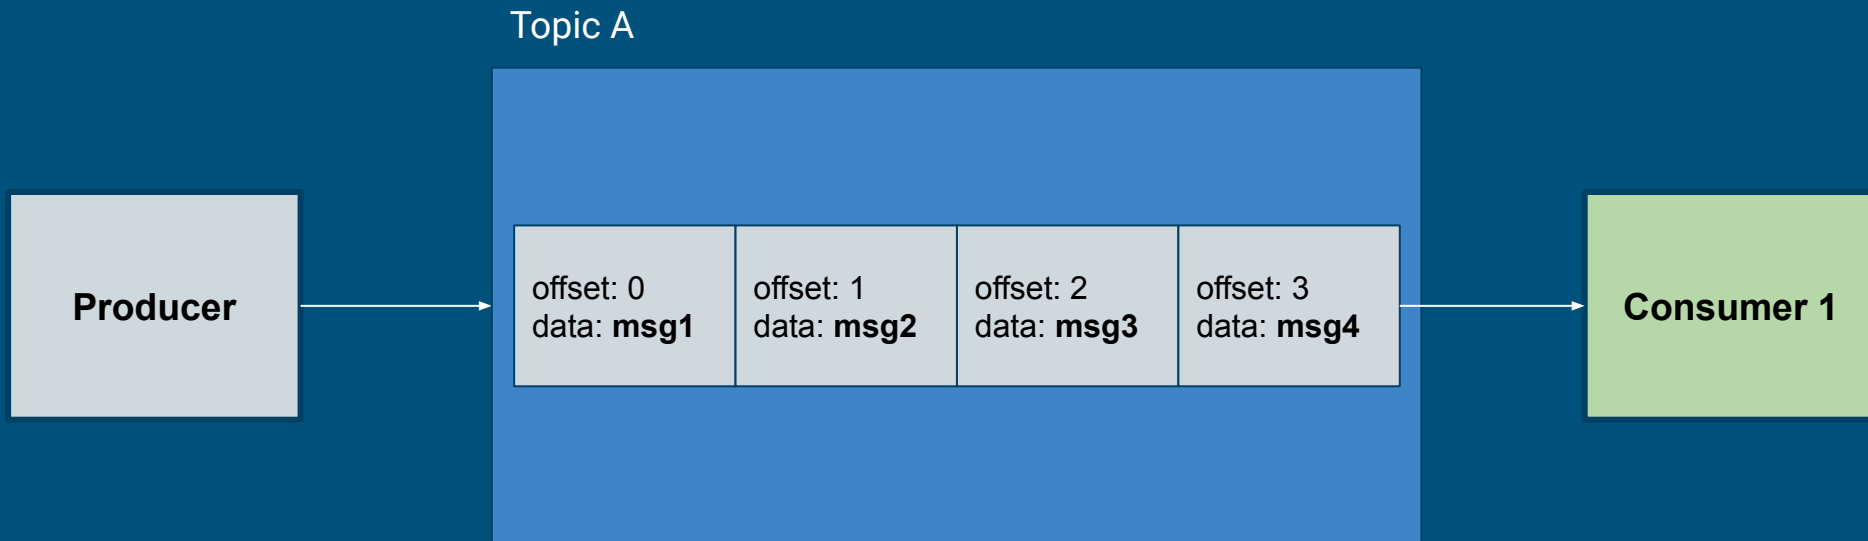 Topic A
Producer
offset: 0
data: msg1
offset: 1
data: msg2
offset: 2
data: msg3
offset: 3
data: msg4
Consumer 1